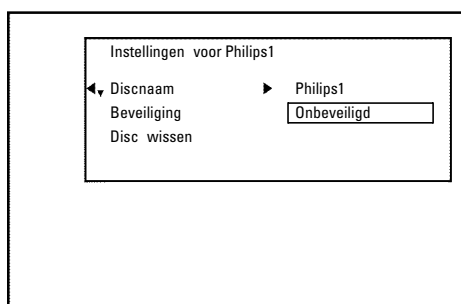 Instellingen voor Philips1
Discnaam Philips1
Beveiliging Onbeveiligd
Disc wissen